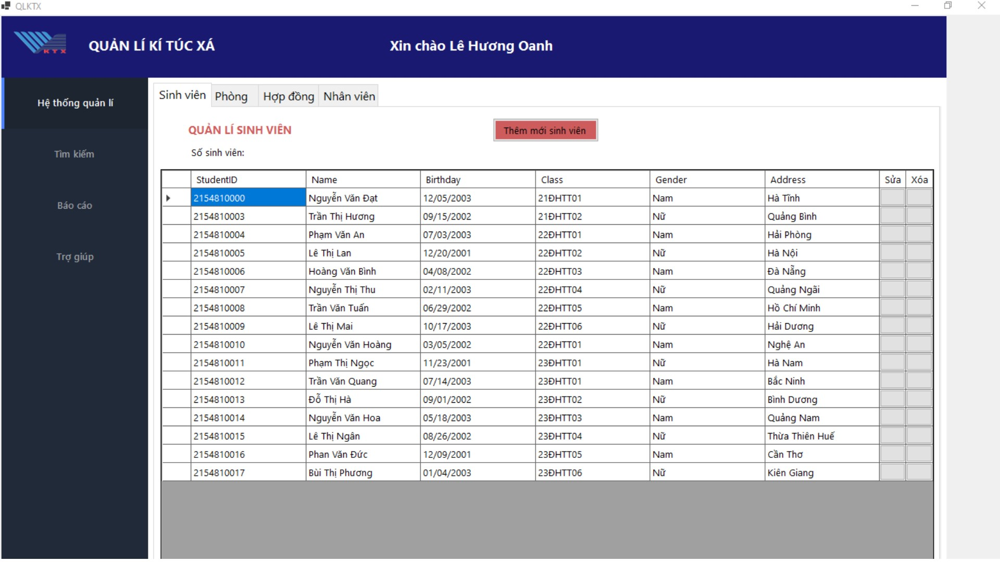 QLKTX
KTX
QUẢN LÍ KÍ TÚC XÁ
Xin chào Lê Hương Oanh
Hệ thống quản lí
Tìm kiếm
Báo cáo
Trợ giúp
Sinh viên Phòng Hợp đồng Nhân viên
QUẢN LÍ SINH VIÊN
Thêm mới sinh viên
Số sinh viên:
StudentID Name Birthday Class Gender Address Sửa Xóa
2154810000 Nguyễn Văn Đạt 12/05/2003 21ĐHTT01 Nam Hà Tĩnh
2154810003 Trần Thị Hương 09/15/2002 21ĐHTT02 Nữ Quảng Bình
2154810004 Phạm Văn An 07/03/2003 22ĐHTT01 Nam Hải Phòng
2154810005 Lê Thị Lan 12/20/2001 22ĐHTT02 Nữ Hà Nội
2154810006 Hoàng Văn Bình 04/08/2002 22ĐHTT03 Nam Đà Nẵng
2154810007 Nguyễn Thị Thu 02/11/2003 22ĐHTT04 Nữ Quảng Ngãi
2154810008 Trần Văn Tuấn 06/29/2002 22ĐHTT05 Nam Hồ Chí Minh
2154810009 Lê Thị Mai 10/17/2003 22ĐHTT06 Nữ Hải Dương
2154810010 Nguyễn Văn Hoàng 03/05/2002 22ĐHTT01 Nam Nghệ An
2154810011 Phạm Thị Ngọc 11/23/2001 23ĐHTT01 Nữ Hà Nam
2154810012 Trần Văn Quang 07/14/2003 23ĐHTT01 Nam Bắc Ninh
2154810013 Đỗ Thị Hà 09/01/2002 23ĐHTT02 Nữ Bình Dương
2154810014 Nguyễn Văn Hoa 05/18/2003 23ĐHTT03 Nam Quảng Nam
2154810015 Lê Thị Ngân 08/26/2002 23ĐHTT04 Nữ Thừa Thiên Huế
2154810016 Phan Văn Đức 12/09/2001 23ĐHTT05 Nam Cần Thơ
2154810017 Bùi Thị Phương 01/04/2003 23ĐHTT06 Nữ Kiên Giang